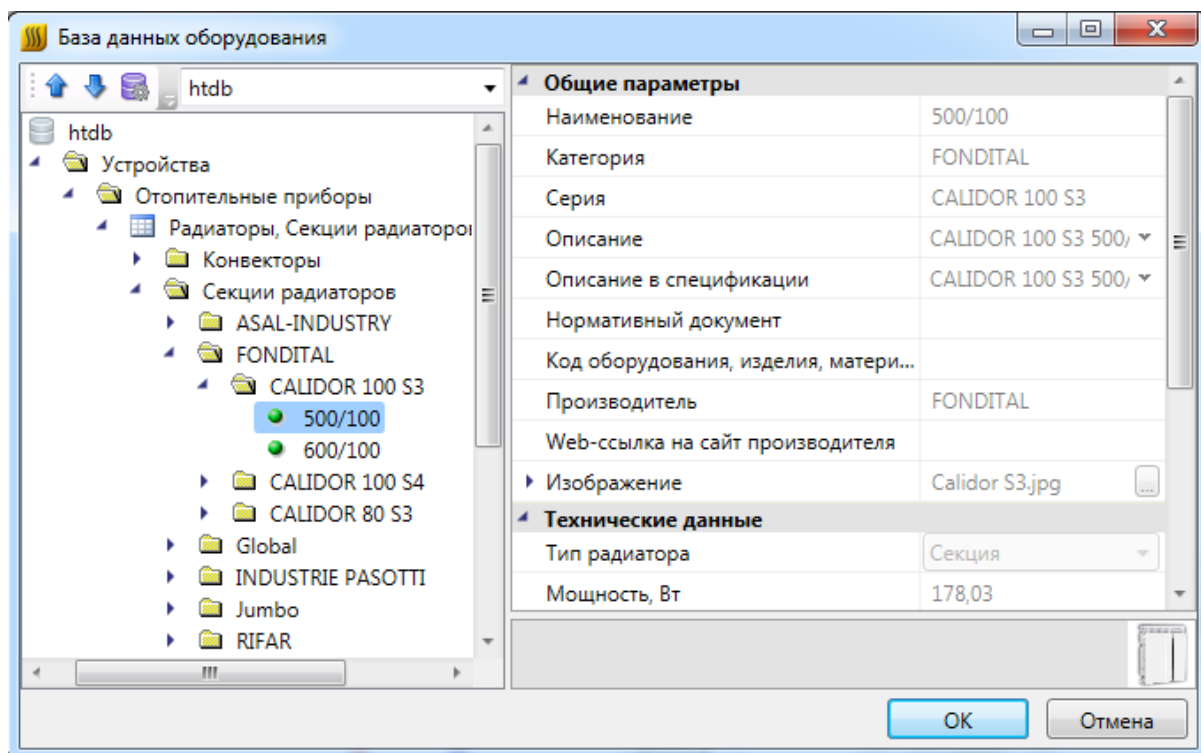 База данных оборудования
htdb
htdb
Устройства
Отопительные приборы
Радиаторы, Секции радиаторо
Конвекторы
Секции радиаторов
ASAL-INDUSTRY
FONDITAL
CALIDOR 100 S3
500/100
600/100
CALIDOR 100 S4
CALIDOR 80 S3
Global
INDUSTRIE PASOTTI
Jumbo
RIFAR
Общие параметры
Наименование 500/100
Категория FONDITAL
Серия CALIDOR 100 S3
Описание CALIDOR 100 S3 500/
Описание в спецификации CALIDOR 100 S3 500/
Нормативный документ
Код оборудования, изделия, матери...
Производитель FONDITAL
Web-ссылка на сайт производителя
Изображение Calidor S3.jpg ...
Технические данные
Тип радиатора Секция
Мощность, Вт 178,03
OK Отмена